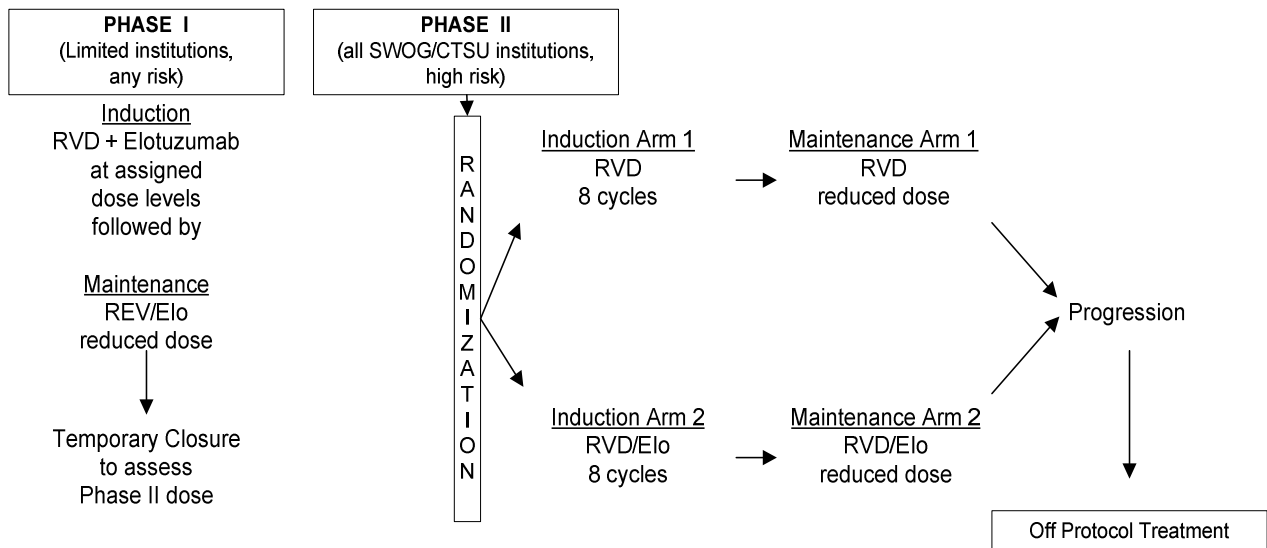 PHASE I
(Limited institutions,
any risk)
Induction
RVD + Elotuzumab
at assigned
dose levels
followed by
Maintenance
REV/Elo
reduced dose
Temporary Closure
to assess
Phase II dose
PHASE II
(all SWOG/CTSU institutions,
high risk)
RANDOMIZATION
Induction Arm 1
RVD
8 cycles
Maintenance Arm 1
RVD
reduced dose
Induction Arm 2
RVD/Elo
8 cycles
Maintenance Arm 2
RVD/Elo
reduced dose
Progression
Off Protocol Treatment